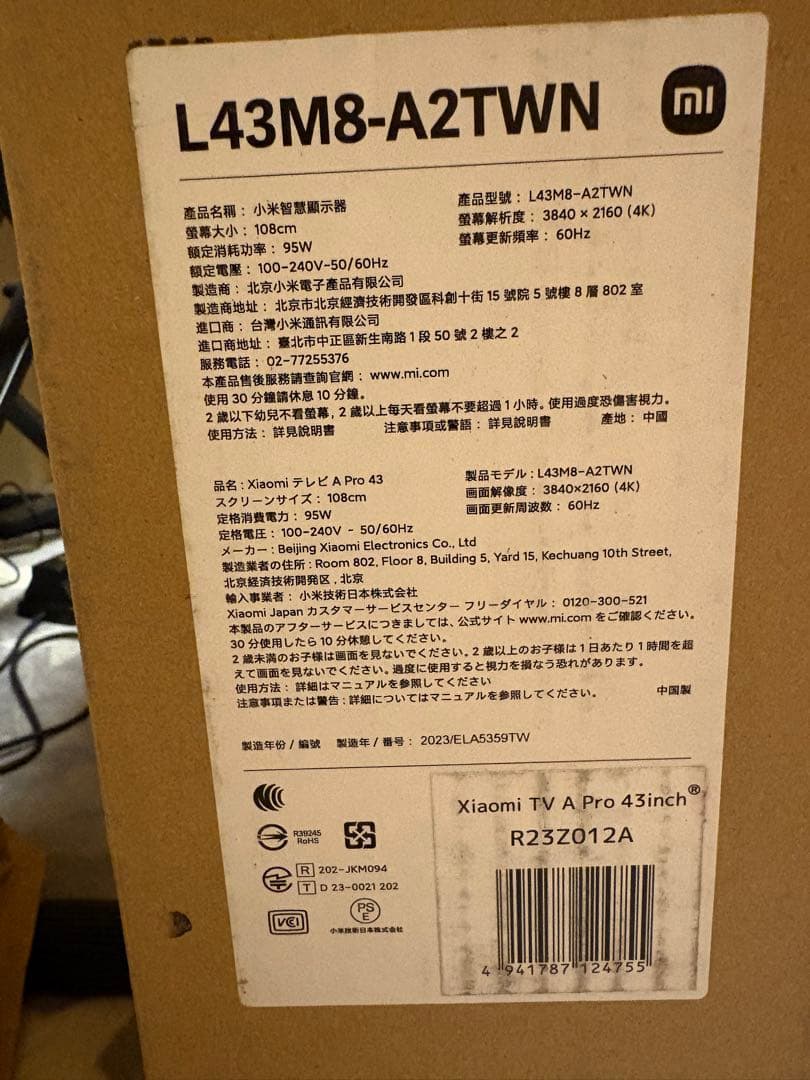 L43M8-A2TWN
mi
產品名稱：小米智慧顯示器
產品型號：L43M8-A2TWN
螢幕大小：108cm
螢幕解析度：3840 × 2160 (4K)
額定消耗功率：95W
螢幕更新頻率：60Hz
額定電壓：100-240V~50/60Hz
製造商：北京小米電子產品有限公司
製造商地址：北京市北京經濟技術開發區科創十街 15 號院 5 號樓 8 層 802 室
進口商：台灣小米通訊有限公司
進口商地址：臺北市中正區新生南路 1 段 50 號 2 樓之 2
服務電話：02-77255376
本產品售後服務請查詢官網：www.mi.com
使用 30 分鐘請休息 10 分鐘。
2 歲以下幼兒不看螢幕，2 歲以上每天看螢幕不要超過 1 小時。使用過度恐傷害視力。
使用方法：詳見說明書
注意事項或警語：詳見說明書
產地：中國
品名：Xiaomi テレビ A Pro 43
製品モデル：L43M8-A2TWN
スクリーンサイズ：108cm
画面解像度：3840×2160 (4K)
定格消費電力：95W
画面更新周波数：60Hz
定格電圧：100-240V ~ 50/60Hz
メーカー：Beijing Xiaomi Electronics Co., Ltd
製造業者の住所：Room 802, Floor 8, Building 5, Yard 15, Kechuang 10th Street,
北京経済技術開発区，北京
輸入事業者：小米技術日本株式会社
Xiaomi Japan カスタマーサービスセンター フリーダイヤル：0120-300-521
本製品のアフターサービスにつきましては、公式サイト www.mi.com をご確認ください。
30 分使用したら 10 分休憩してください。
2 歳未満のお子様は画面を見ないでください。2 歳以上のお子様は 1 日あたり 1 時間を超
えて画面を見ないでください。過度に使用すると視力を損なう恐れがあります。
使用方法：詳細はマニュアルを参照してください
注意事項または警告：詳細についてはマニュアルを参照してください。
中国製
製造年份 / 編號 製造年 / 番号：2023/ELA5359TW
R39245
RoHS
R 202-JKM094
T D 23-0021 202
VCCI
PS
E
小米技術日本株式会社
Xiaomi TV A Pro 43inch®
R23Z012A
4 941787 124755